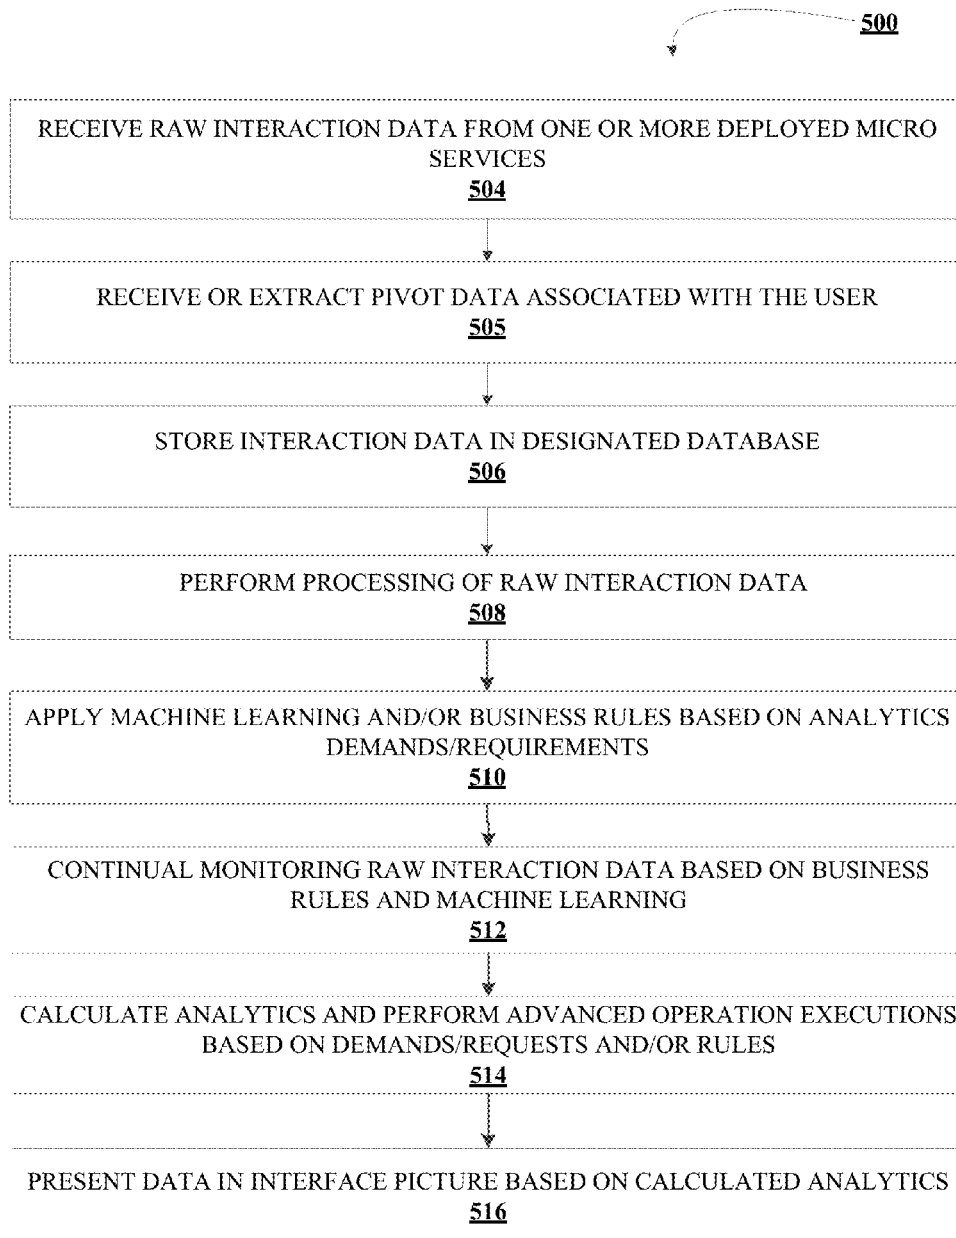 500
RECEIVE RAW INTERACTION DATA FROM ONE OR MORE DEPLOYED MICRO
SERVICES
504
RECEIVE OR EXTRACT PIVOT DATA ASSOCIATED WITH THE USER
505
STORE INTERACTION DATA IN DESIGNATED DATABASE
506
PERFORM PROCESSING OF RAW INTERACTION DATA
508
APPLY MACHINE LEARNING AND/OR BUSINESS RULES BASED ON ANALYTICS
DEMANDS/REQUIREMENTS
510
CONTINUAL MONITORING RAW INTERACTION DATA BASED ON BUSINESS
RULES AND MACHINE LEARNING
512
CALCULATE ANALYTICS AND PERFORM ADVANCED OPERATION EXECUTIONS
BASED ON DEMANDS/REQUESTS AND/OR RULES
514
PRESENT DATA IN INTERFACE PICTURE BASED ON CALCULATED ANALYTICS
516